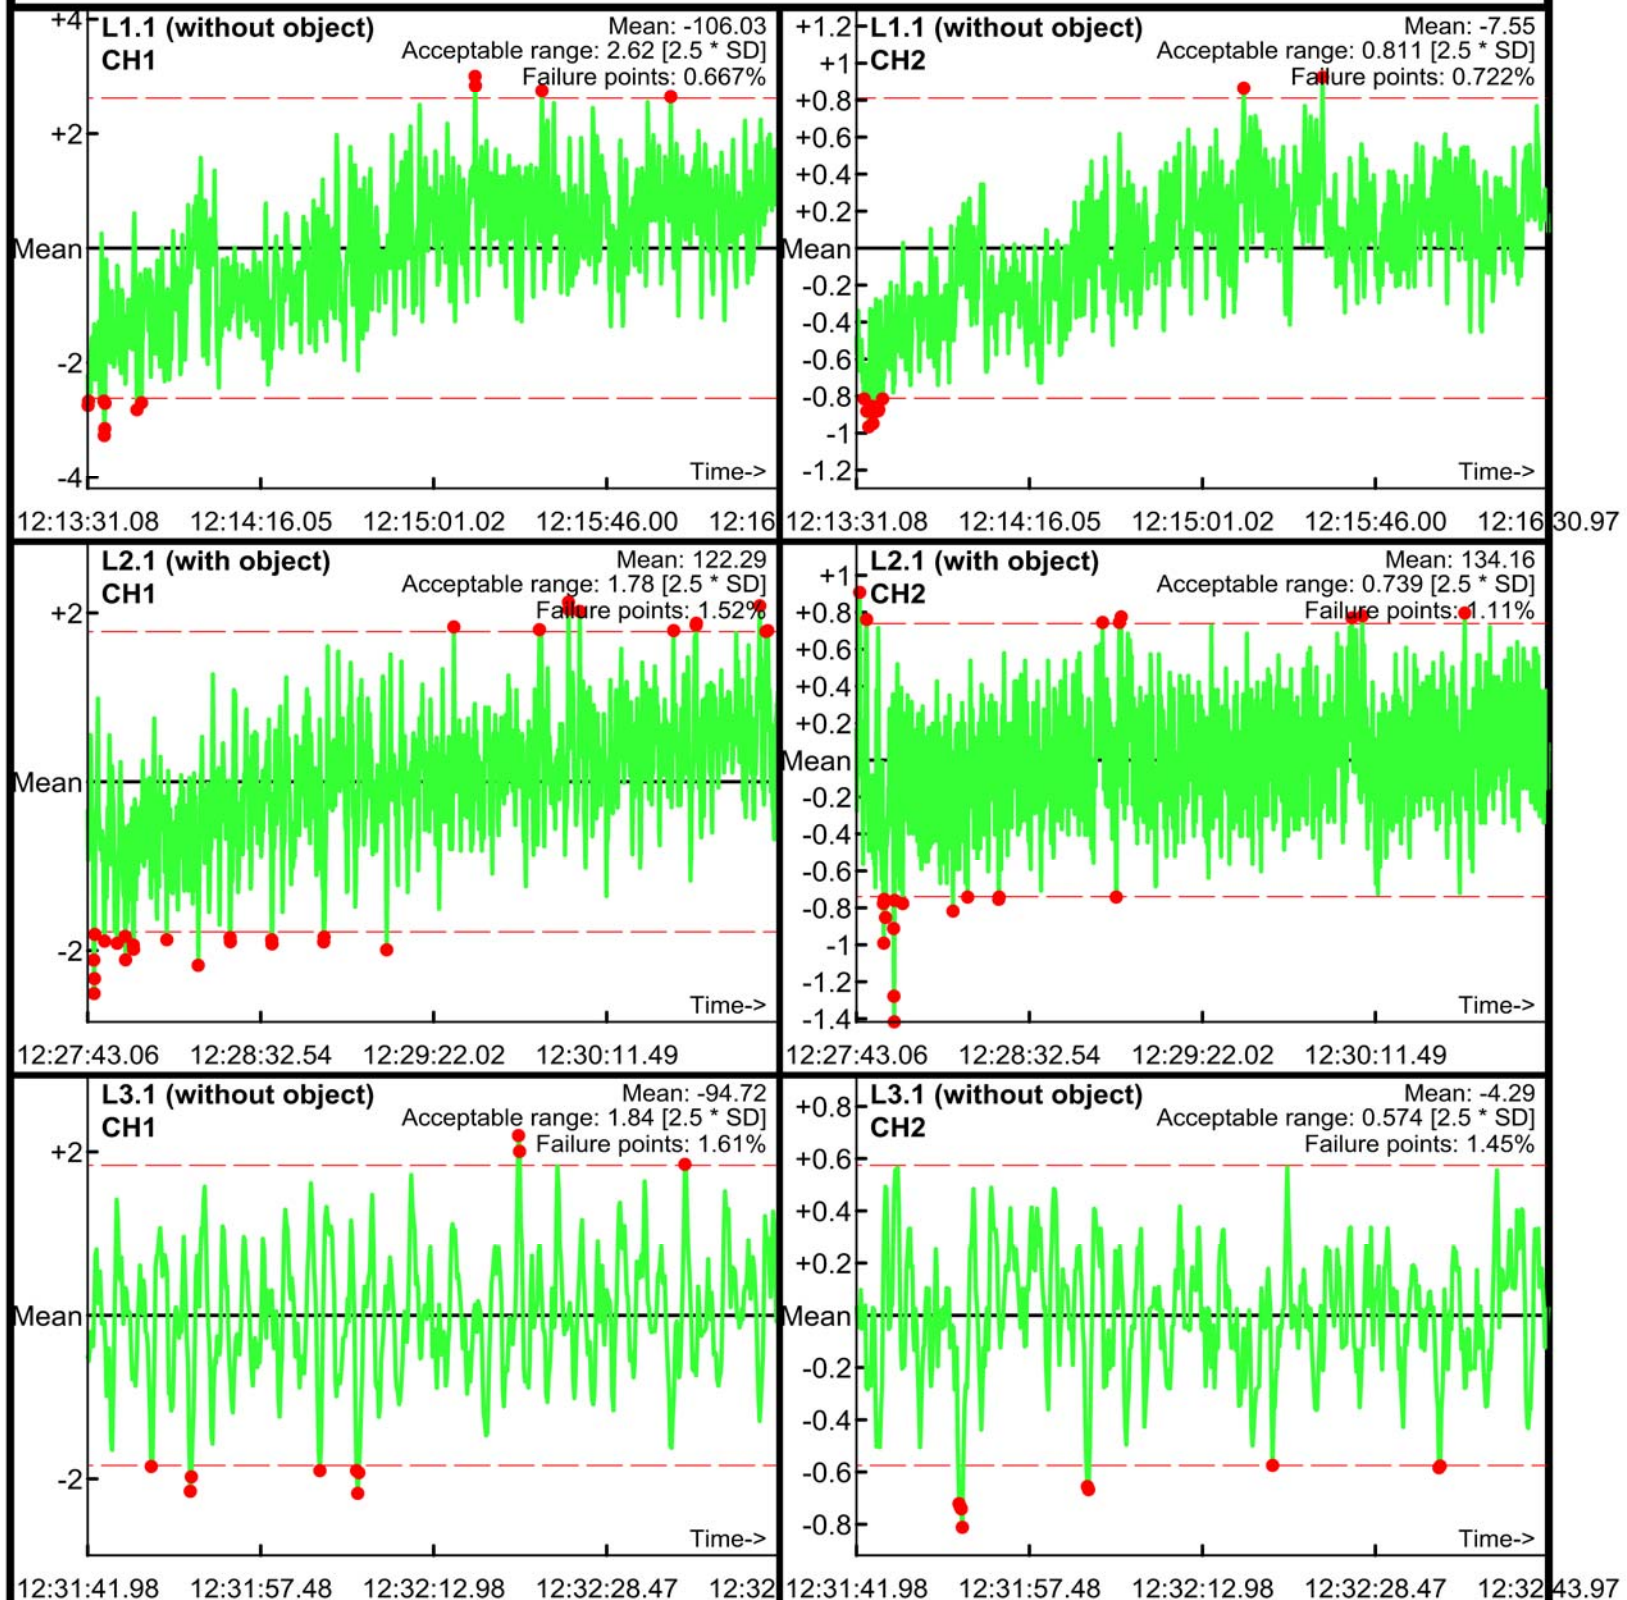 L1.1 (without object)
CH1
Mean: -106.03
Acceptable range: 2.62 [2.5 * SD]
Failure points: 0.667%
+4
+2
Mean
-2
-4
Time->
12:13:31.08 12:14:16.05 12:15:01.02 12:15:46.00 12:16
L1.1 (without object)
CH2
Mean: -7.55
Acceptable range: 0.811 [2.5 * SD]
Failure points: 0.722%
+1.2
+1
+0.8
+0.6
+0.4
+0.2
Mean
-0.2
-0.4
-0.6
-0.8
-1
-1.2
Time->
12:13:31.08 12:14:16.05 12:15:01.02 12:15:46.00 12:16:30.97
L2.1 (with object)
CH1
Mean: 122.29
Acceptable range: 1.78 [2.5 * SD]
Failure points: 1.52%
+2
Mean
-2
Time->
12:27:43.06 12:28:32.54 12:29:22.02 12:30:11.49
L2.1 (with object)
CH2
Mean: 134.16
Acceptable range: 0.739 [2.5 * SD]
Failure points: 1.11%
+1
+0.8
+0.6
+0.4
+0.2
Mean
-0.2
-0.4
-0.6
-0.8
-1
-1.2
-1.4
Time->
12:27:43.06 12:28:32.54 12:29:22.02 12:30:11.49
L3.1 (without object)
CH1
Mean: -94.72
Acceptable range: 1.84 [2.5 * SD]
Failure points: 1.61%
+2
Mean
-2
Time->
12:31:41.98 12:31:57.48 12:32:12.98 12:32:28.47 12:32
L3.1 (without object)
CH2
Mean: -4.29
Acceptable range: 0.574 [2.5 * SD]
Failure points: 1.45%
+0.8
+0.6
+0.4
+0.2
Mean
-0.2
-0.4
-0.6
-0.8
Time->
12:31:41.98 12:31:57.48 12:32:12.98 12:32:28.47 12:32:43.97